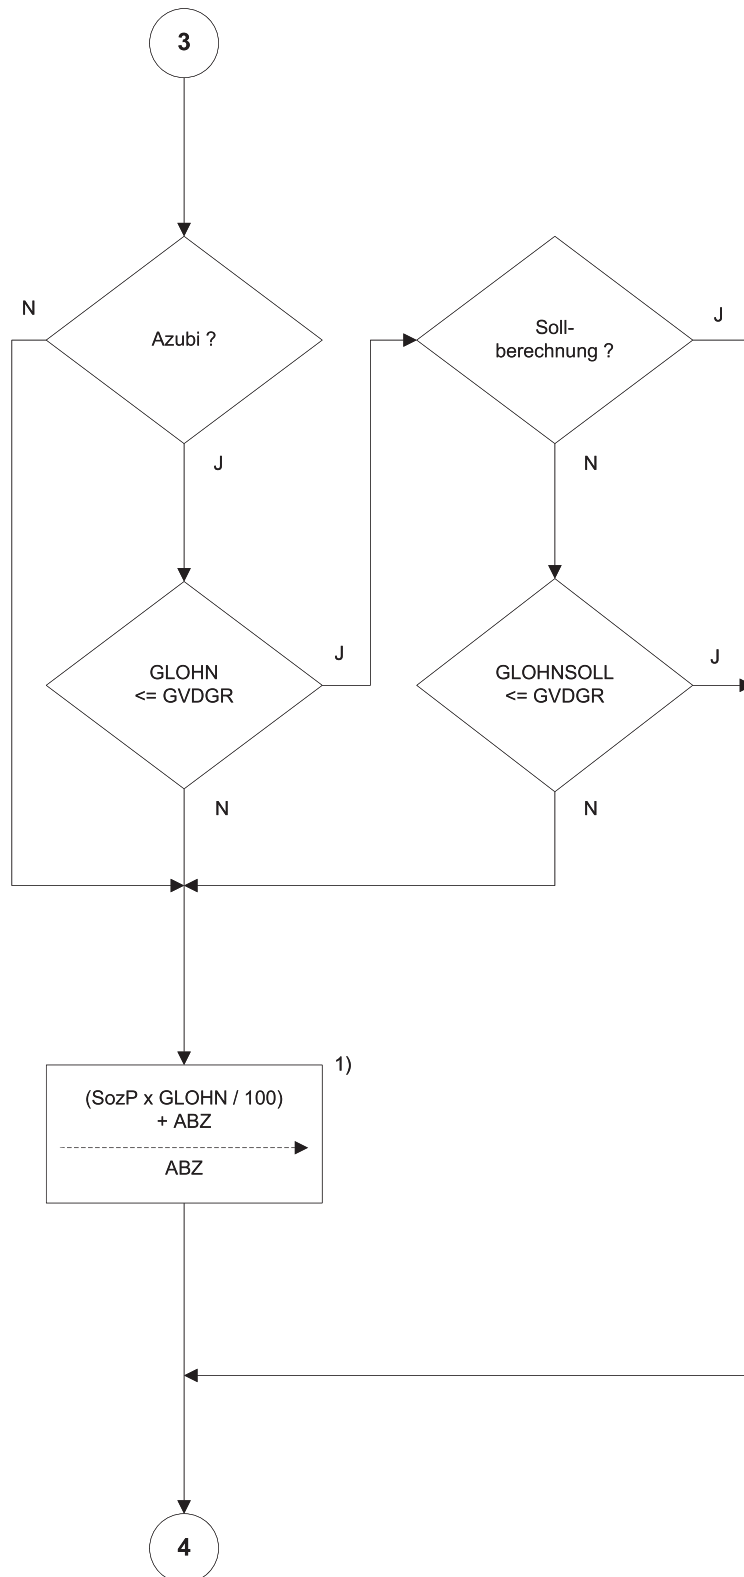 3
N
Azubi ?
J
Soll-
berechnung ?
J
N
GLOHN
<= GVDGR
J
N
GLOHNSOLL
<= GVDGR
J
N
1)
(SozP x GLOHN / 100)
+ ABZ
ABZ
4